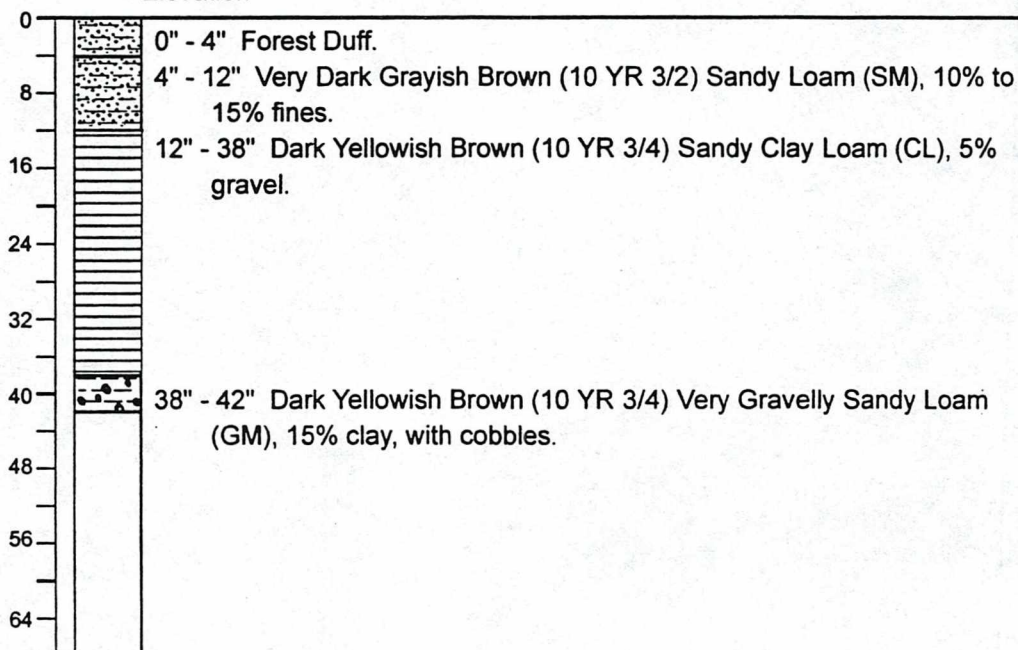 0
0" - 4" Forest Duff.
4" - 12" Very Dark Grayish Brown (10 YR 3/2) Sandy Loam (SM), 10% to
8
15% fines.
12" - 38" Dark Yellowish Brown (10 YR 3/4) Sandy Clay Loam (CL), 5%
16
gravel.
24
32
40
38" - 42" Dark Yellowish Brown (10 YR 3/4) Very Gravelly Sandy Loam
(GM), 15% clay, with cobbles.
48
56
64